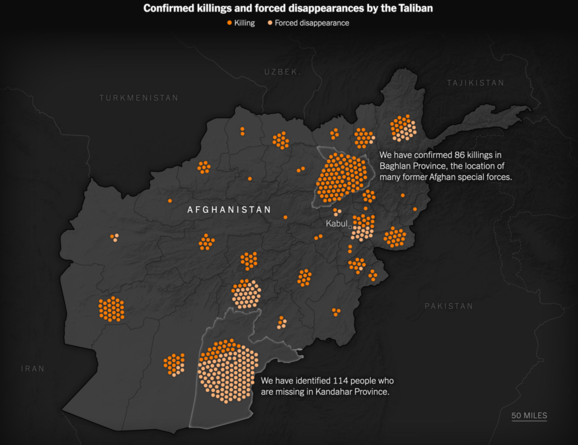 Confirmed killings and forced disappearances by the Taliban
Killing
Forced disappearance
UZBEK.
TAJIKISTAN
TURKMENISTAN
We have confirmed 86 killings in
Baghlan Province, the location of
many former Afghan special forces.
AFGHANISTAN
Kabul
PAKISTAN
IRAN
We have identified 114 people who
are missing in Kandahar Province.
50 MILES